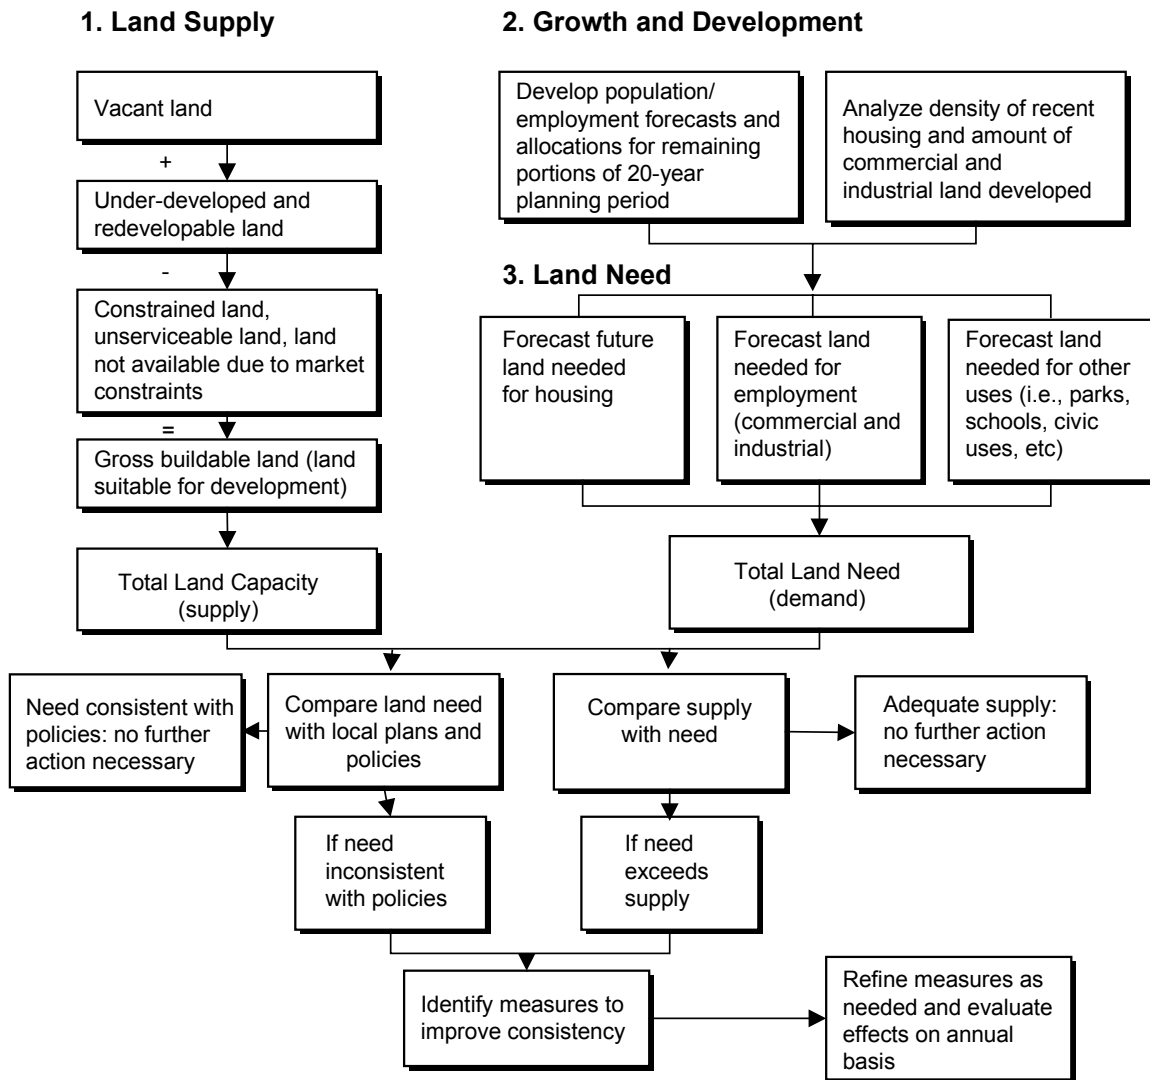 1. Land Supply
Vacant land
+
Under-developed and
redevelopable land
-
Constrained land,
unserviceable land, land
not available due to market
constraints
=
Gross buildable land (land
suitable for development)
Total Land Capacity
(supply)
2. Growth and Development
Develop population/
employment forecasts and
allocations for remaining
portions of 20-year
planning period
Analyze density of recent
housing and amount of
commercial and
industrial land developed
3. Land Need
Forecast future
land needed
for housing
Forecast land
needed for
employment
(commercial and
industrial)
Forecast land
needed for other
uses (i.e., parks,
schools, civic
uses, etc)
Total Land Need
(demand)
Need consistent with
policies: no further
action necessary
Compare land need
with local plans and
policies
Compare supply
with need
Adequate supply:
no further action
necessary
If need
inconsistent
with policies
If need
exceeds
supply
Identify measures to
improve consistency
Refine measures as
needed and evaluate
effects on annual
basis